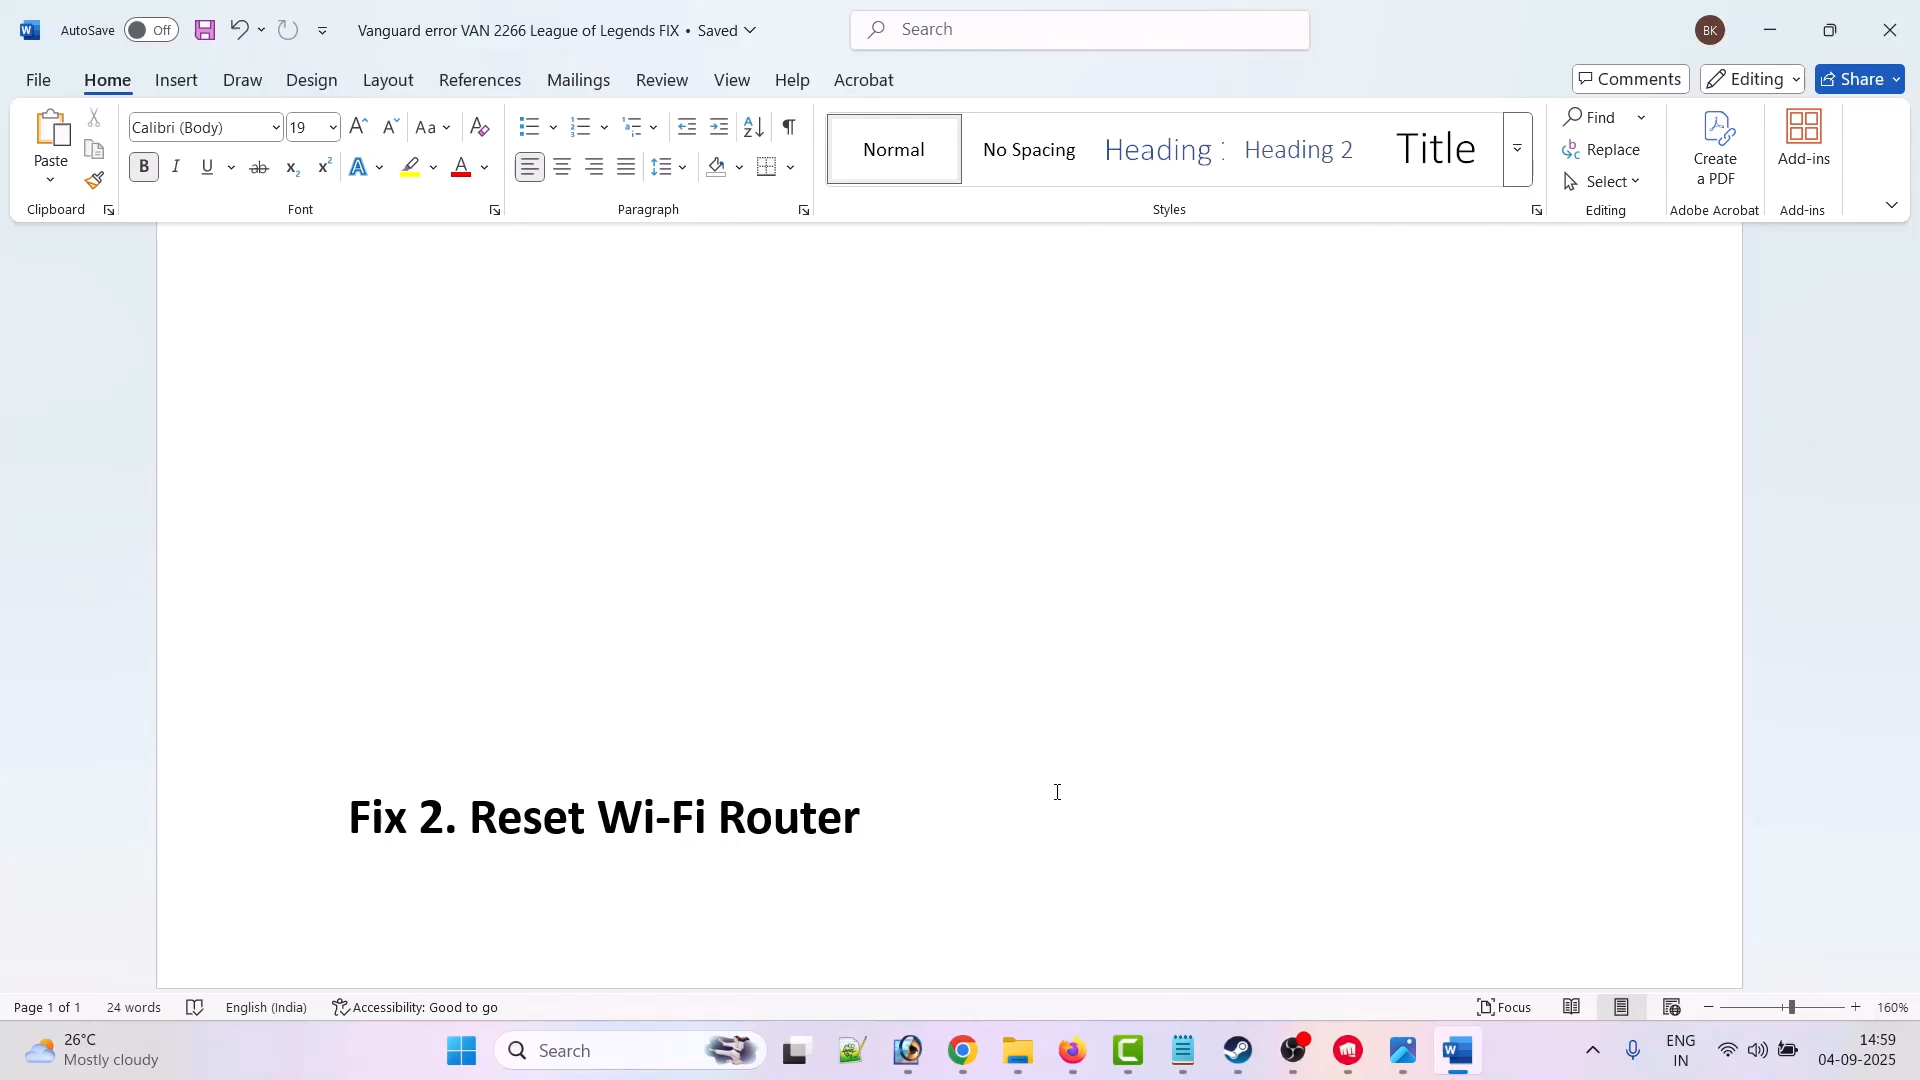 AutoSave Off Vanguard error VAN 2266 League of Legends FIX • Saved Search BK
File Home Insert Draw Design Layout References Mailings Review View Help Acrobat Comments Editing Share
Paste
Clipboard
Calibri (Body) 19
Font
Paragraph
Normal No Spacing Heading 1 Heading 2 Title
Styles
Find
Replace
Select
Editing
Create
a PDF
Adobe Acrobat
Add-ins
Add-ins
Fix 2. Reset Wi-Fi Router
Page 1 of 1 24 words English (India) Accessibility: Good to go Focus 160%
26°C
Mostly cloudy
Search
ENG
IN
14:59
04-09-2025